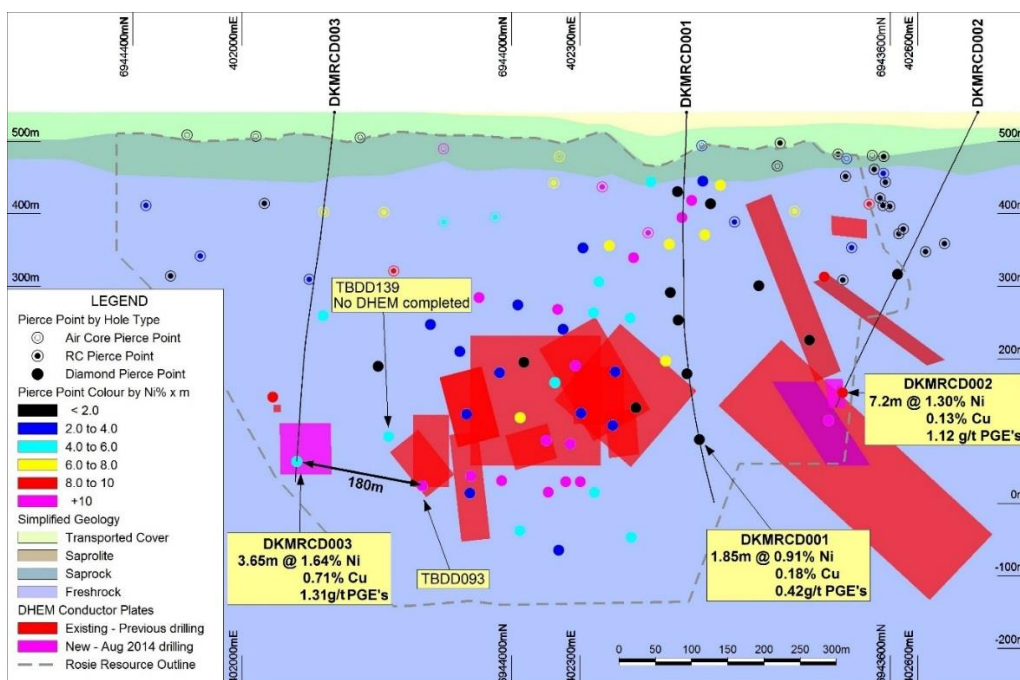 6944400mN
402000mE
DKMRCD003
6944000mN
402300mE
DKMRCD001
6943600mN
402600mE
DKMRCD002
500m
400m
300m
200m
100m
0m
-100m
-200m
500m
400m
300m
TBDD139
No DHEM completed
LEGEND
Pierce Point by Hole Type
Air Core Pierce Point
RC Pierce Point
Diamond Pierce Point
Pierce Point Colour by Ni% x m
< 2.0
2.0 to 4.0
4.0 to 6.0
6.0 to 8.0
8.0 to 10
+10
Simplified Geology
Transported Cover
Saprolite
Saprock
Freshrock
DHEM Conductor Plates
Existing - Previous drilling
New - Aug 2014 drilling
Rosie Resource Outline
180m
DKMRCD003
3.65m @ 1.64% Ni
0.71% Cu
1.31g/t PGE's
TBDD093
DKMRCD001
1.85m @ 0.91% Ni
0.18% Cu
0.42g/t PGE's
DKMRCD002
7.2m @ 1.30% Ni
0.13% Cu
1.12 g/t PGE's
0 50 100 150 200 250 300m
402000mE
6944000mN
402300mE
6943600mN
402600mE